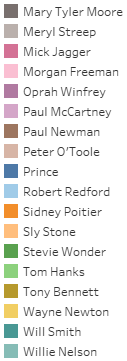 Mary Tyler Moore
Meryl Streep
Mick Jagger
Morgan Freeman
Oprah Winfrey
Paul McCartney
Paul Newman
Peter O'Toole
Prince
Robert Redford
Sidney Poitier
Sly Stone
Stevie Wonder
Tom Hanks
Tony Bennett
Wayne Newton
Will Smith
Willie Nelson